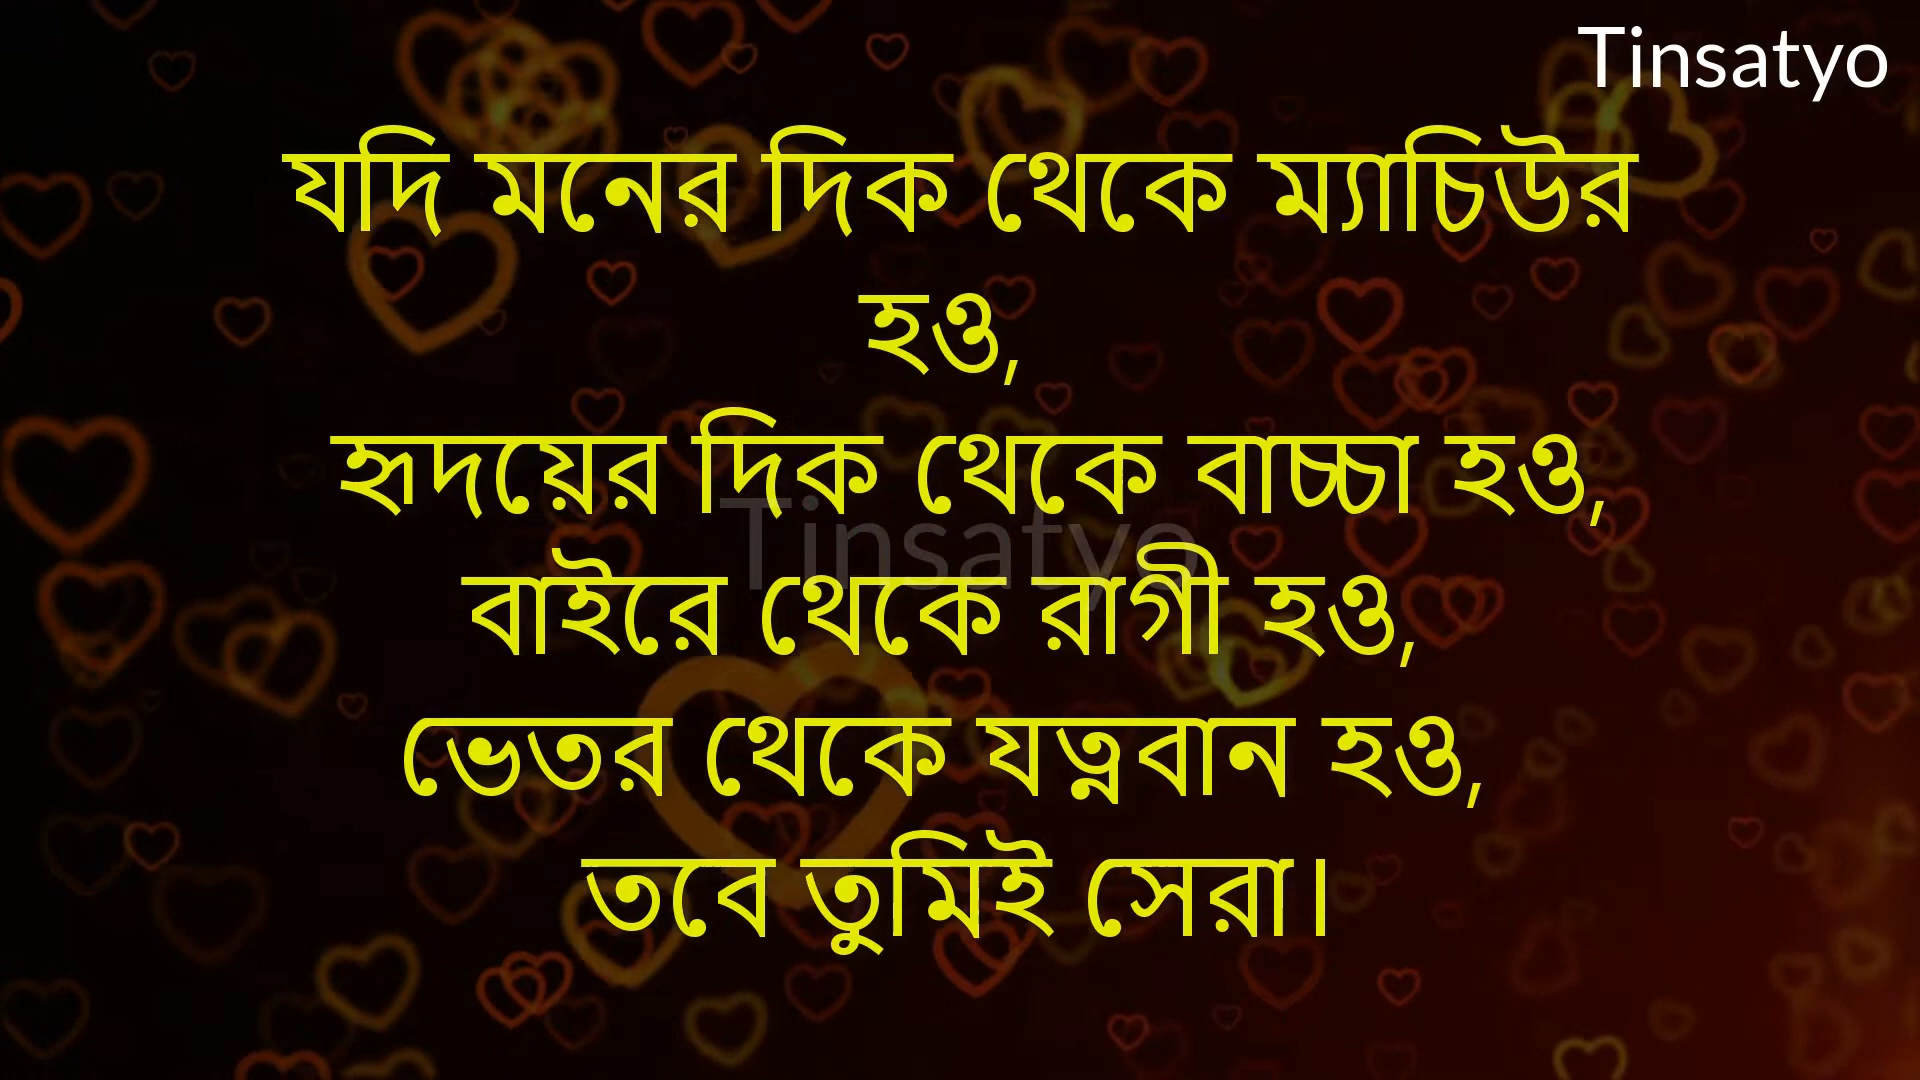 Tinsatyo
যদি মনের দিক থেকে ম্যাচিউর
হও,
হৃদয়ের দিক থেকে বাচ্চা হও,
Tinsatyo
বাইরে থেকে রাগী হও,
ভেতর থেকে যত্নবান হও,
তবে তুমিই সেরা।